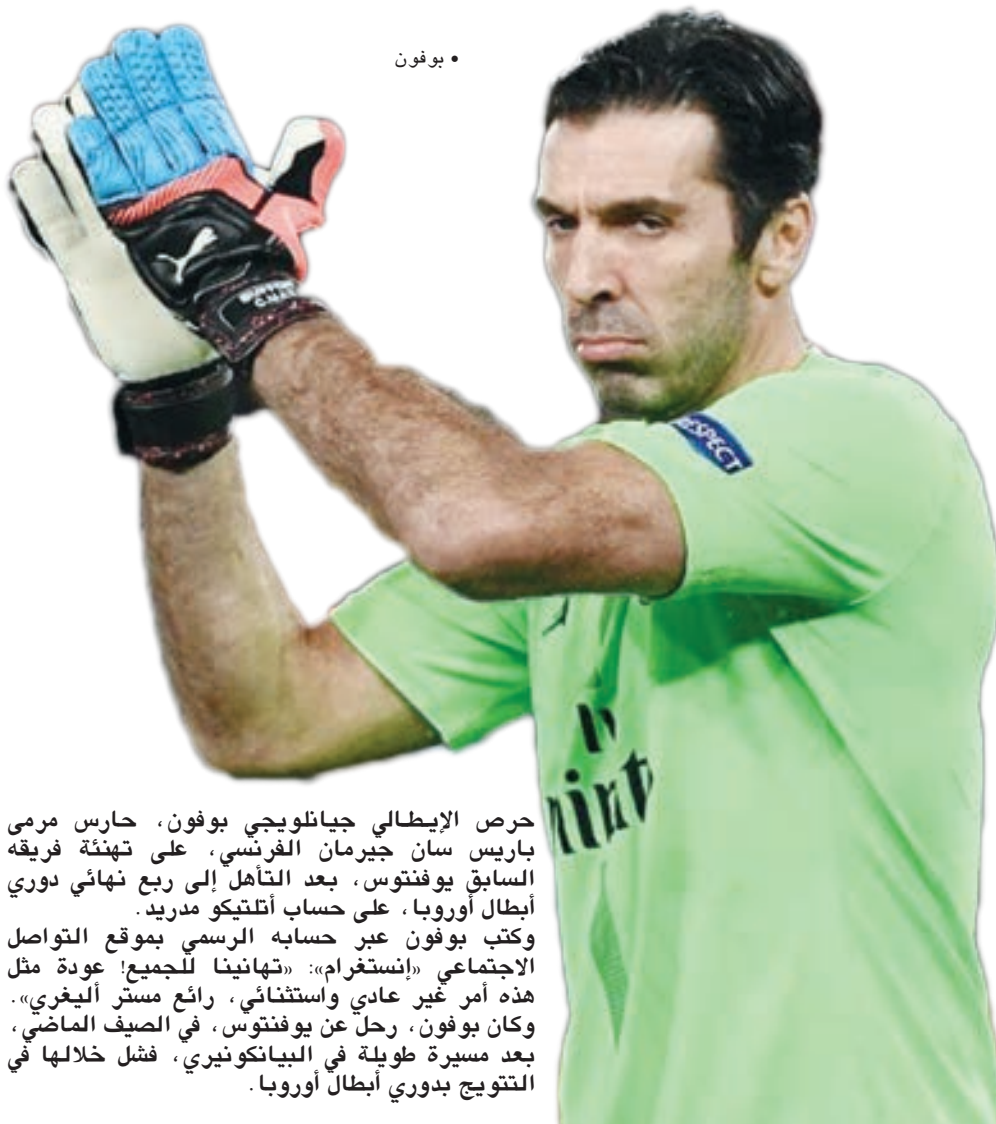 • بوفون
BUFFON
RESPECT
حرص الإيطالي جيانلويجي بوفون، حارس مرمى
باريس سان جيرمان الفرنسي، على تهنئة فريقه
السابق يوفنتوس، بعد التأهل إلى ربع نهائي دوري
أبطال أوروبا، على حساب أتلتيكو مدريد.
وكتب بوفون عبر حسابه الرسمي بموقع التواصل
الاجتماعي «إنستغرام»: «تهانينا للجميع! عودة مثل
هذه أمر غير عادي واستثنائي، رائع مستر أليغري».
وكان بوفون، رحل عن يوفنتوس، في الصيف الماضي،
بعد مسيرة طويلة في البيانكونيري، فشل خلالها في
التتويج بدوري أبطال أوروبا.